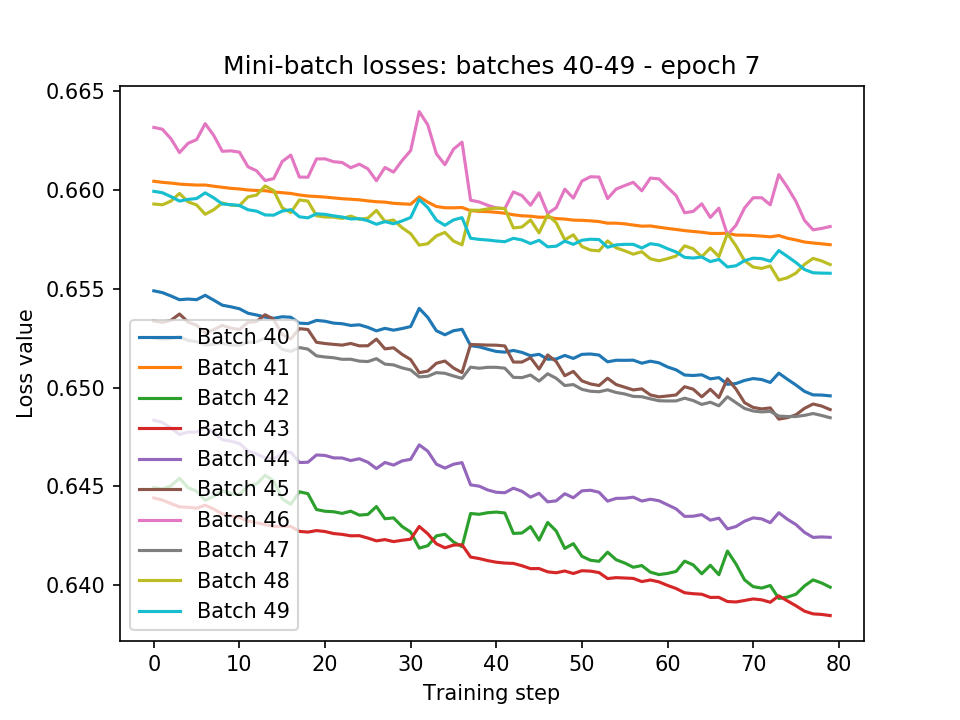 Mini-batch losses: batches 40-49 - epoch 7
Loss value
0.665
0.660
0.655
0.650
0.645
0.640
Batch 40
Batch 41
Batch 42
Batch 43
Batch 44
Batch 45
Batch 46
Batch 47
Batch 48
Batch 49
0 10 20 30 40 50 60 70 80
Training step